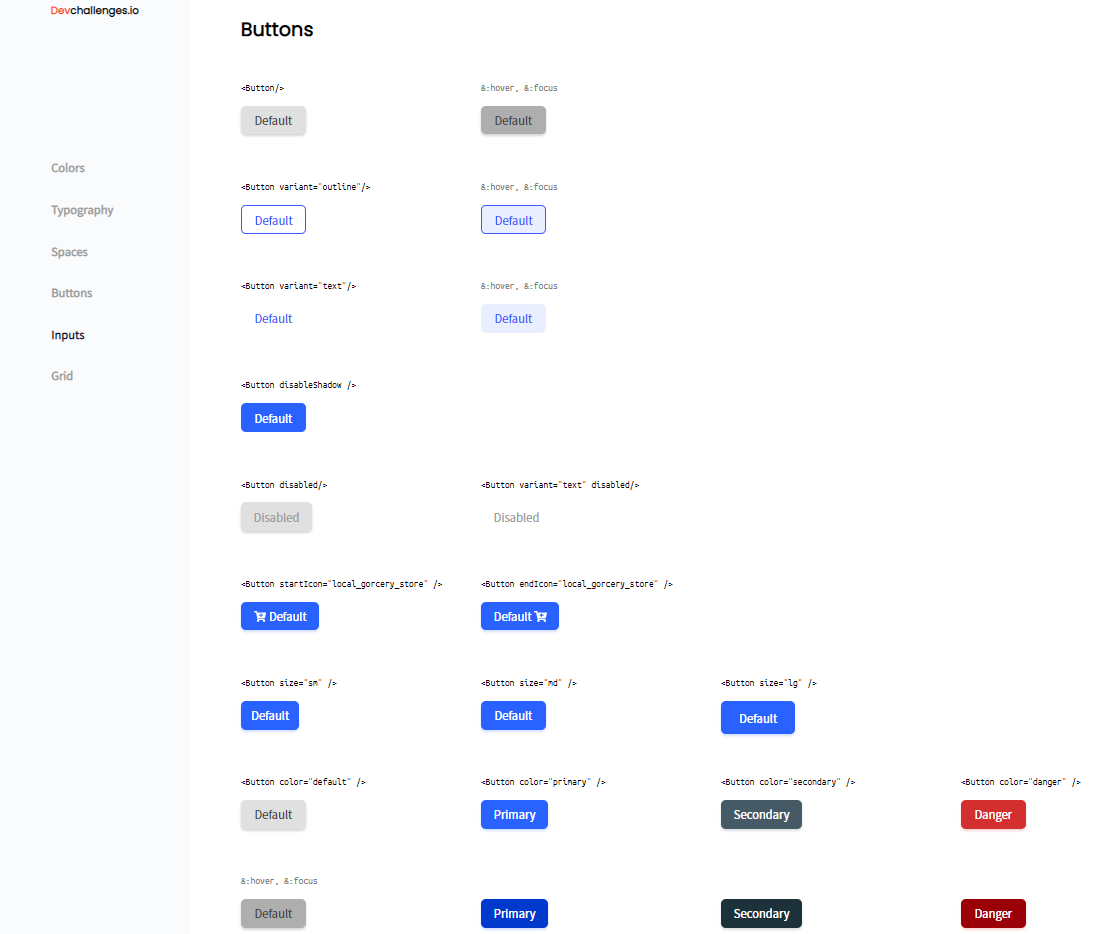 Devchallenges.io
Colors
Typography
Spaces
Buttons
Inputs
Grid
Buttons
<Button/>
&:hover, &:focus
Default
Default
<Button variant="outline"/>
&:hover, &:focus
Default
Default
<Button variant="text"/>
&:hover, &:focus
Default
Default
<Button disableShadow />
Default
<Button disabled/>
<Button variant="text" disabled/>
Disabled
Disabled
<Button startIcon="local_gorcery_store" />
<Button endIcon="local_gorcery_store" />
Default
Default
<Button size="sm" />
<Button size="md" />
<Button size="lg" />
Default
Default
Default
<Button color="default" />
<Button color="primary" />
<Button color="secondary" />
<Button color="danger" />
Default
Primary
Secondary
Danger
&:hover, &:focus
Default
Primary
Secondary
Danger